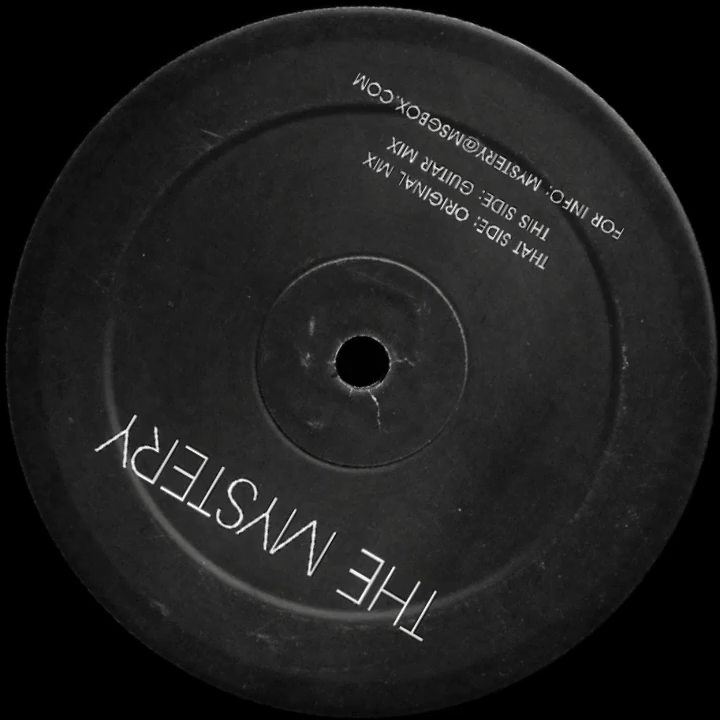 THE MYSTERY
THAT SIDE: ORIGINAL MIX
THIS SIDE: GUITAR MIX
FOR INFO: MYSTERY@MSGBOX.COM